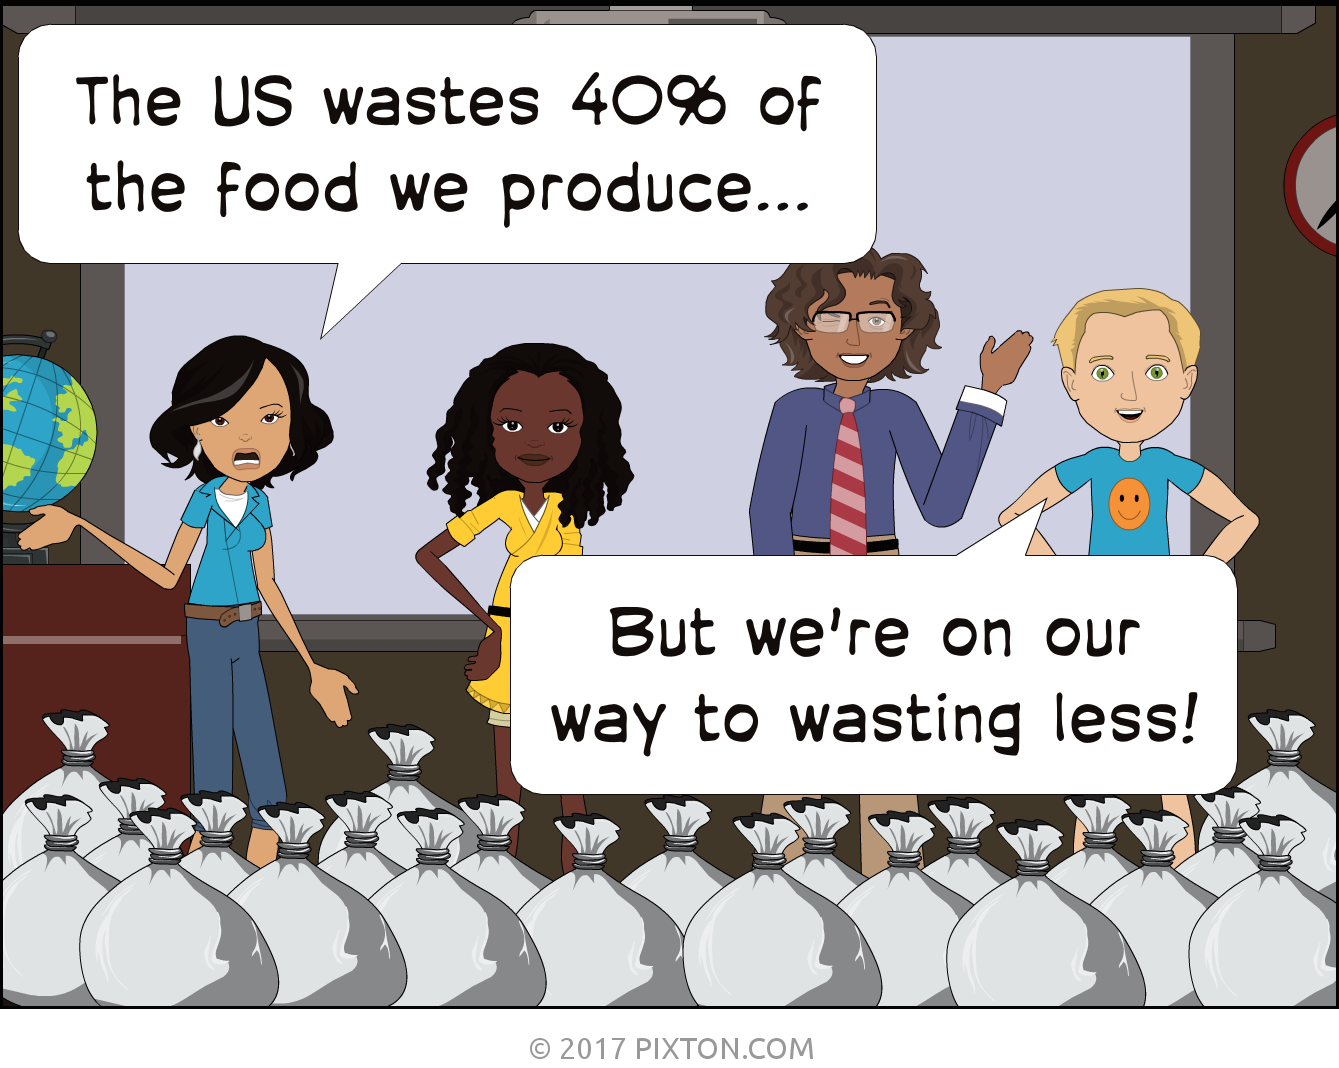 The US wastes 40% of
the food we produce...
But we're on our
way to wasting less!
© 2017 PIXTON.COM